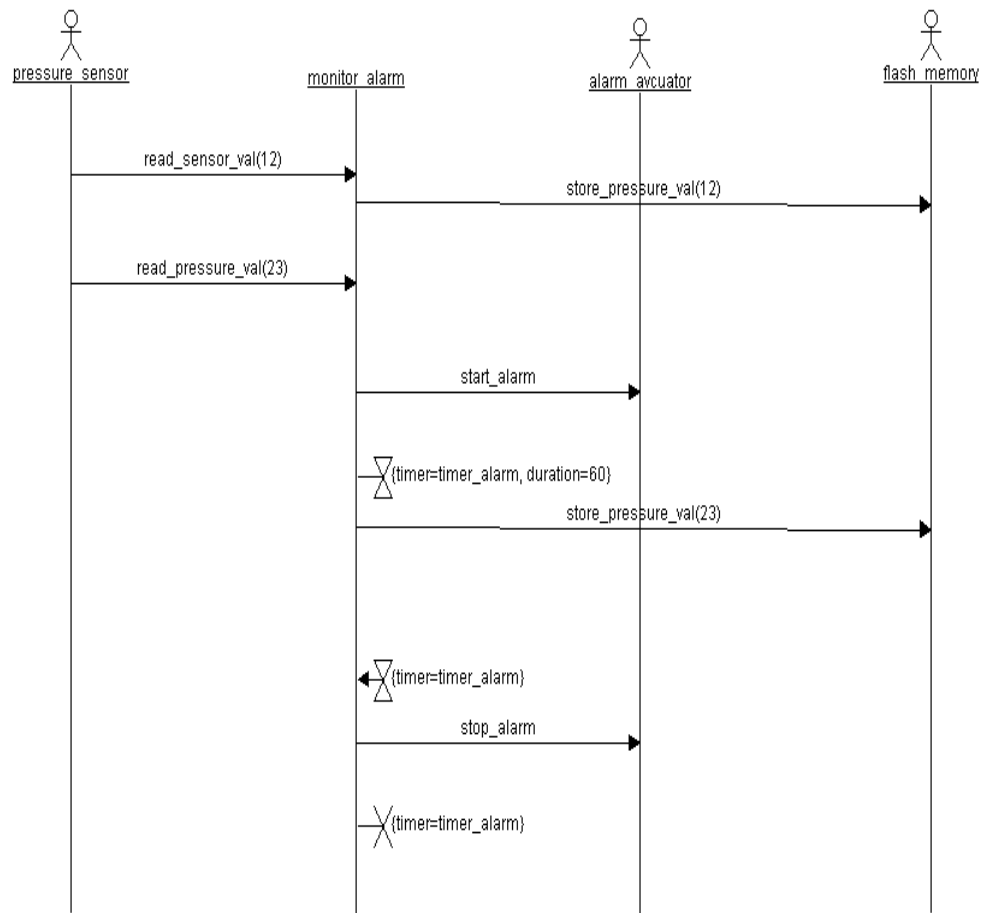 pressure_sensor
monitor_alarm
alarm_avcuator
flash_memory
read_sensor_val(12)
store_pressure_val(12)
read_pressure_val(23)
start_alarm
{timer=timer_alarm, duration=60}
store_pressure_val(23)
{timer=timer_alarm}
stop_alarm
{timer=timer_alarm}